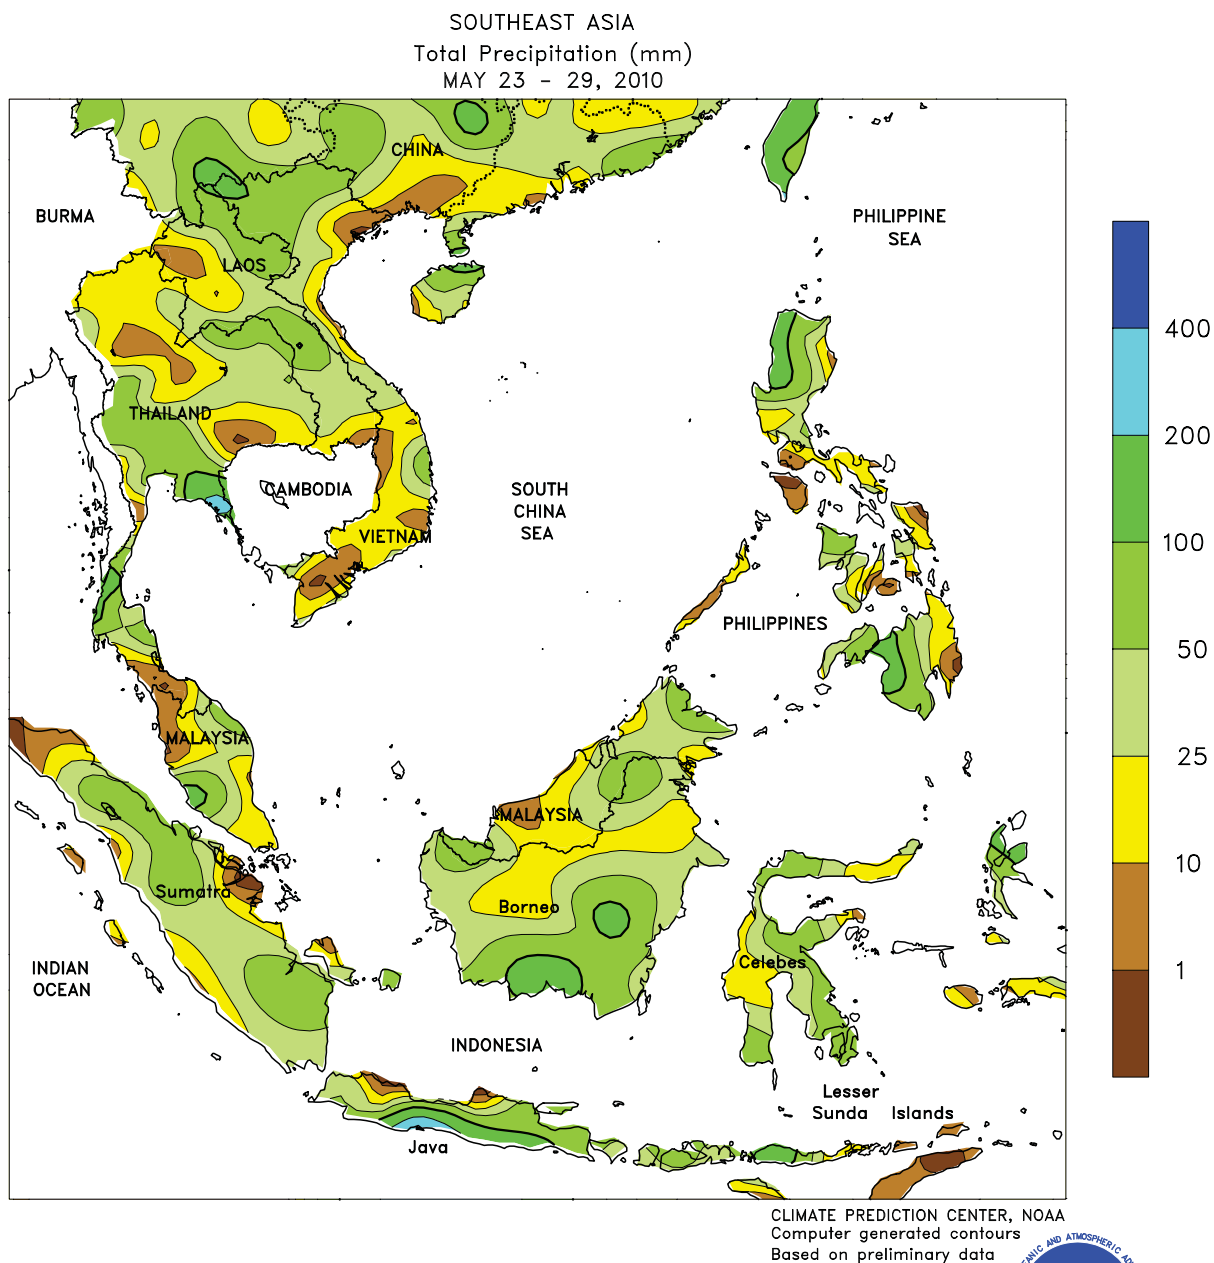 SOUTHEAST ASIA
Total Precipitation (mm)
MAY 23 - 29, 2010
CHINA
BURMA
PHILIPPINE
SEA
LAOS
400
THAILAND
200
CAMBODIA
SOUTH
CHINA
SEA
VIETNAM
100
PHILIPPINES
50
MALAYSIA
25
MALAYSIA
10
Sumatra
Borneo
Celebes
INDIAN
OCEAN
1
INDONESIA
Lesser
Sunda Islands
Java
CLIMATE PREDICTION CENTER, NOAA
Computer generated contours
Based on preliminary data
AND ATMOSPHERIC